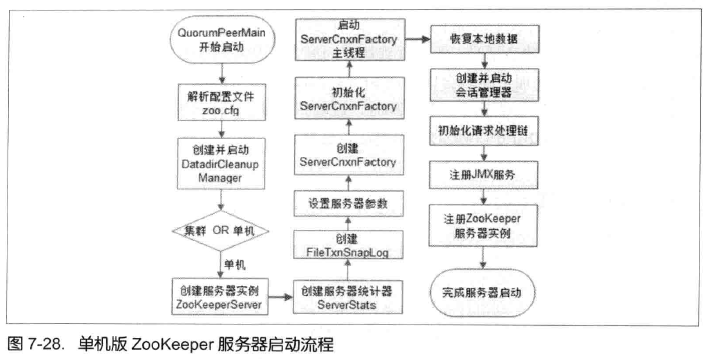 QuorumPeerMain
开始启动
解析配置文件
zoo.cfg
创建并启动
DatadirCleanup
Manager
集群 OR 单机
单机
创建服务器实例
ZooKeeperServer
创建服务器统计器
ServerStats
创建
FileTxnSnapLog
设置服务器参数
创建
ServerCnxnFactory
初始化
ServerCnxnFactory
启动
ServerCnxnFactory
主线程
恢复本地数据
创建并启动
会话管理器
初始化请求处理链
注册JMX服务
注册ZooKeeper
服务器实例
完成服务器启动
图 7-28. 单机版 ZooKeeper 服务器启动流程